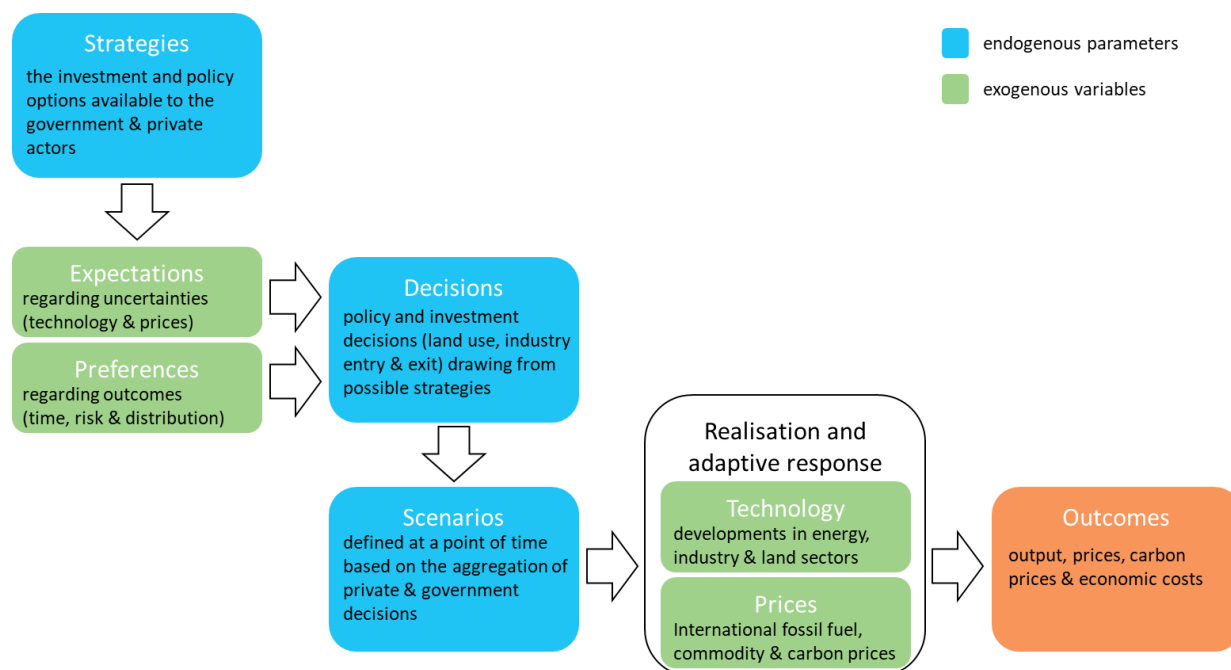 Strategies
the investment and policy
options available to the
government & private
actors
endogenous parameters
exogenous variables
Expectations
regarding uncertainties
(technology & prices)
Preferences
regarding outcomes
(time, risk & distribution)
Decisions
policy and investment
decisions (land use, industry
entry & exit) drawing from
possible strategies
Scenarios
defined at a point of time
based on the aggregation of
private & government
decisions
Realisation and
adaptive response
Technology
developments in energy,
industry & land sectors
Prices
International fossil fuel,
commodity & carbon prices
Outcomes
output, prices, carbon
prices & economic costs